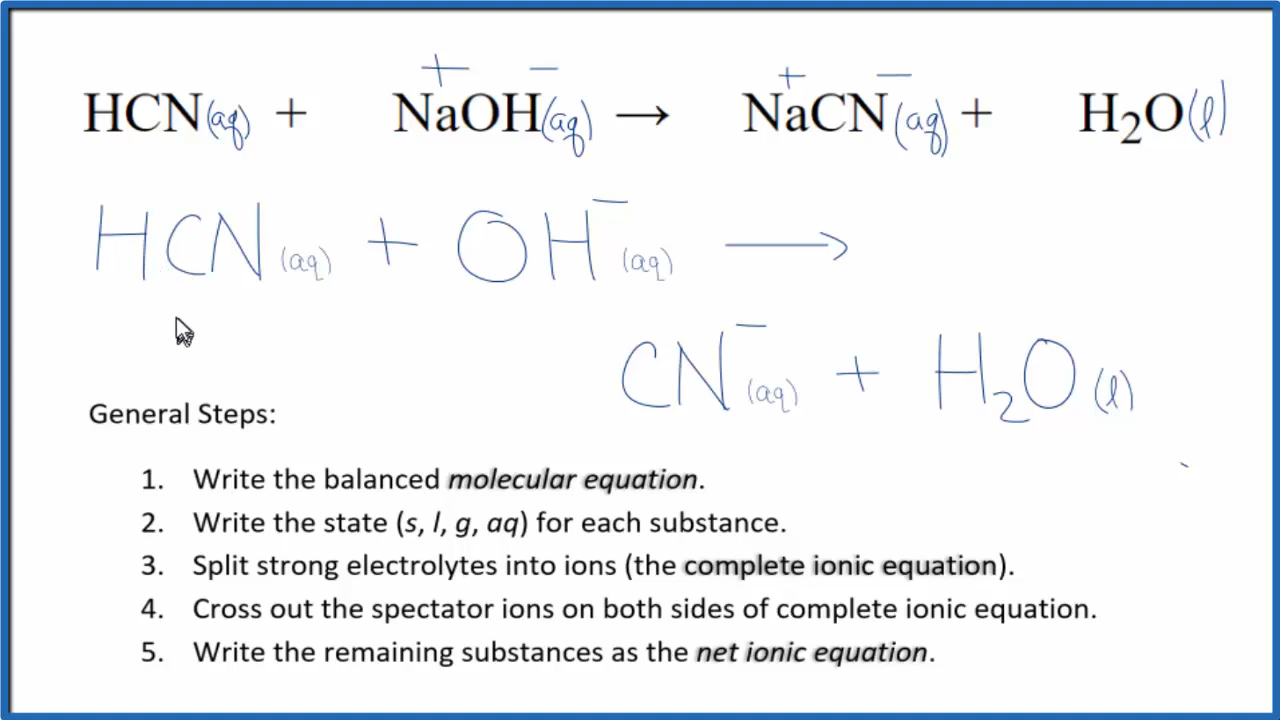 HCN(aq) + NaOH(aq) → NaCN(aq) + H₂O(l)
+ − + −
HCN (aq) + OH⁻ (aq) ⟶
CN⁻ (aq) + H₂O (l)
General Steps:
1. Write the balanced molecular equation.
2. Write the state (s, l, g, aq) for each substance.
3. Split strong electrolytes into ions (the complete ionic equation).
4. Cross out the spectator ions on both sides of complete ionic equation.
5. Write the remaining substances as the net ionic equation.